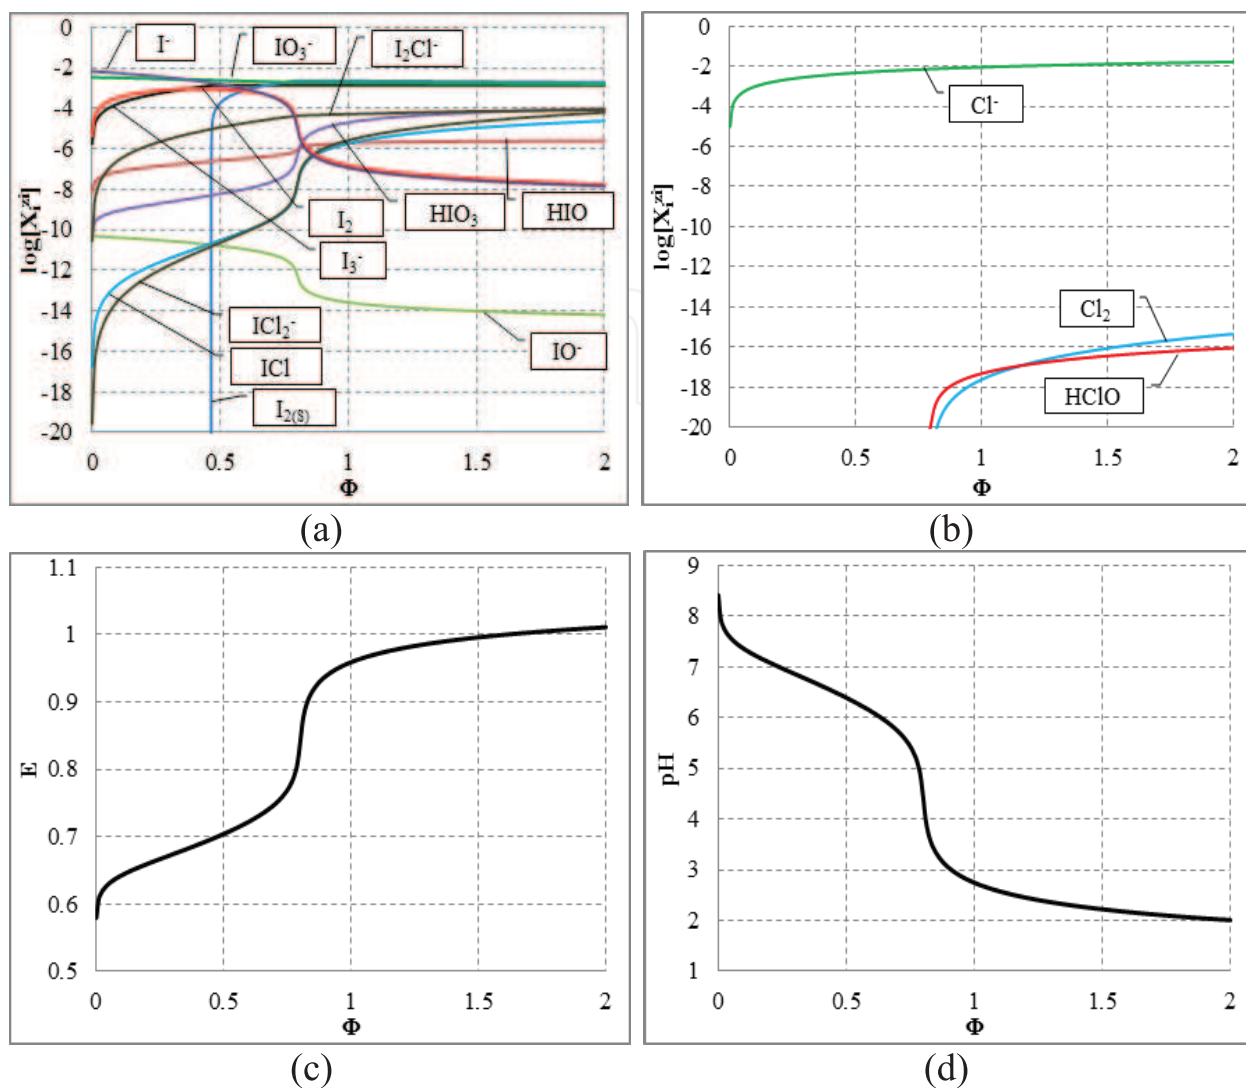 0
-2
-4
-6
-8
-10
-12
-14
-16
-18
-20
log[Xᵢᶻⁱ]
I⁻
IO₃⁻
I₂Cl⁻
I₂
HIO₃
HIO
I₃⁻
ICl₂⁻
IO⁻
ICl
I₂₍ₛ₎
0 0.5 1 1.5 2
Φ
(a)
0
-2
-4
-6
-8
-10
-12
-14
-16
-18
-20
log[Xᵢᶻⁱ]
Cl⁻
Cl₂
HClO
0 0.5 1 1.5 2
Φ
(b)
1.1
1
0.9
0.8
0.7
0.6
0.5
E
0 0.5 1 1.5 2
Φ
(c)
9
8
7
6
5
4
3
2
1
pH
0 0.5 1 1.5 2
Φ
(d)